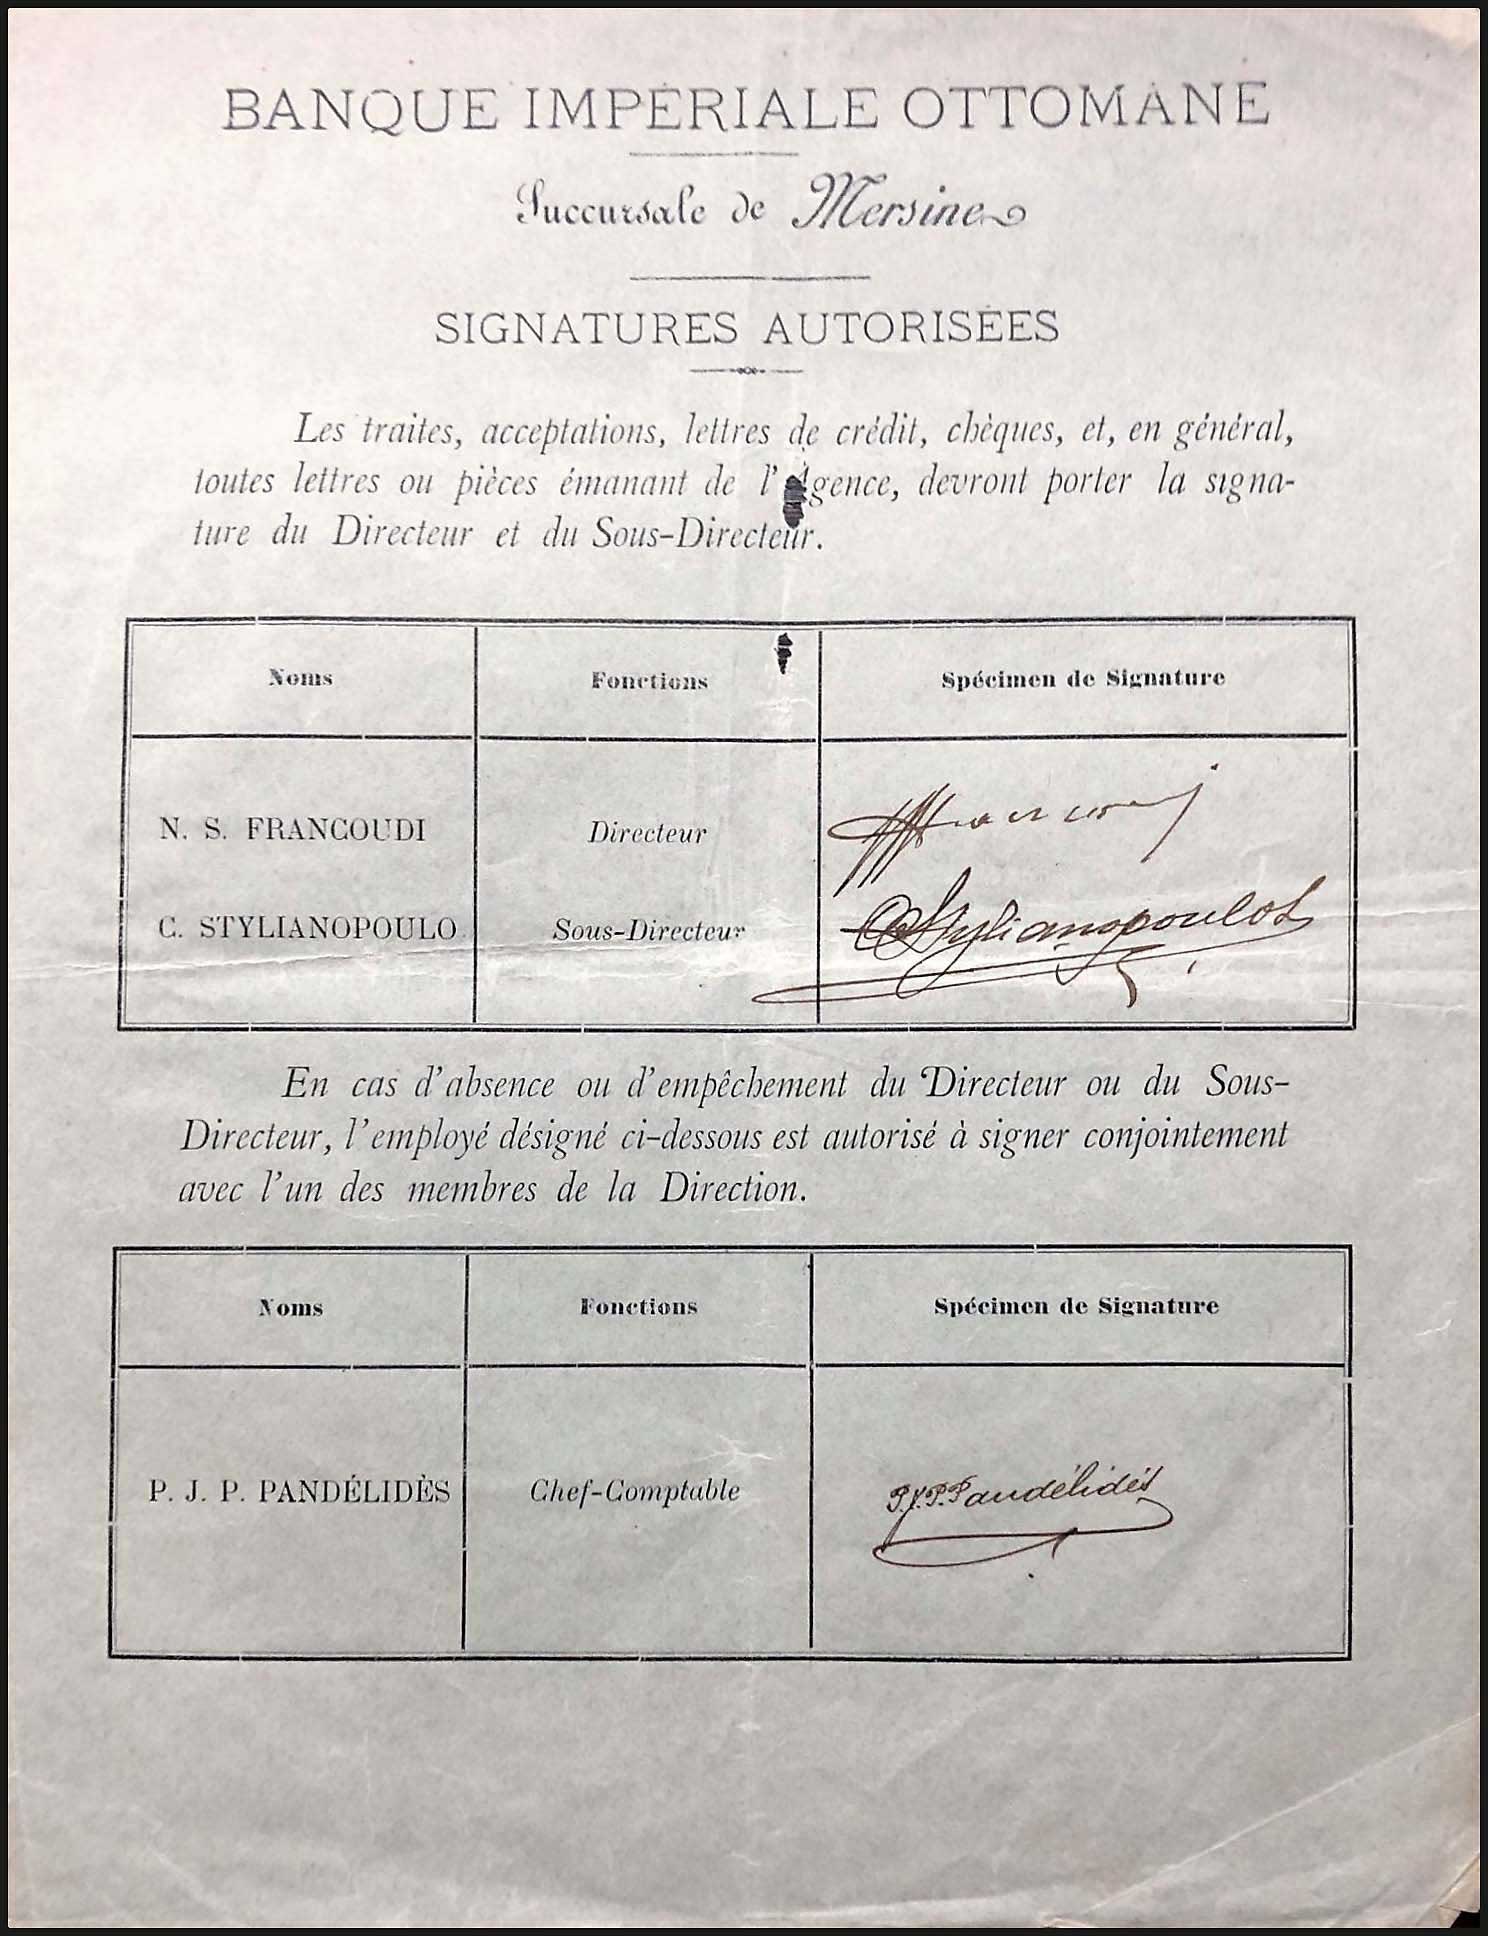 BANQUE IMPÉRIALE OTTOMANE
Succursale de Mersine
SIGNATURES AUTORISÉES
Les traites, acceptations, lettres de crédit, chèques, et, en général,
toutes lettres ou pièces émanant de l'Agence, devront porter la signa-
ture du Directeur et du Sous-Directeur.
Noms Fonctions Spécimen de Signature
N. S. FRANCOUDI Directeur
C. STYLIANOPOULO Sous-Directeur CStylianopoulos
En cas d'absence ou d'empêchement du Directeur ou du Sous-
Directeur, l'employé désigné ci-dessous est autorisé à signer conjointement
avec l'un des membres de la Direction.
Noms Fonctions Spécimen de Signature
P. J. P. PANDÉLIDÈS Chef-Comptable P.J.P. Pandélidès